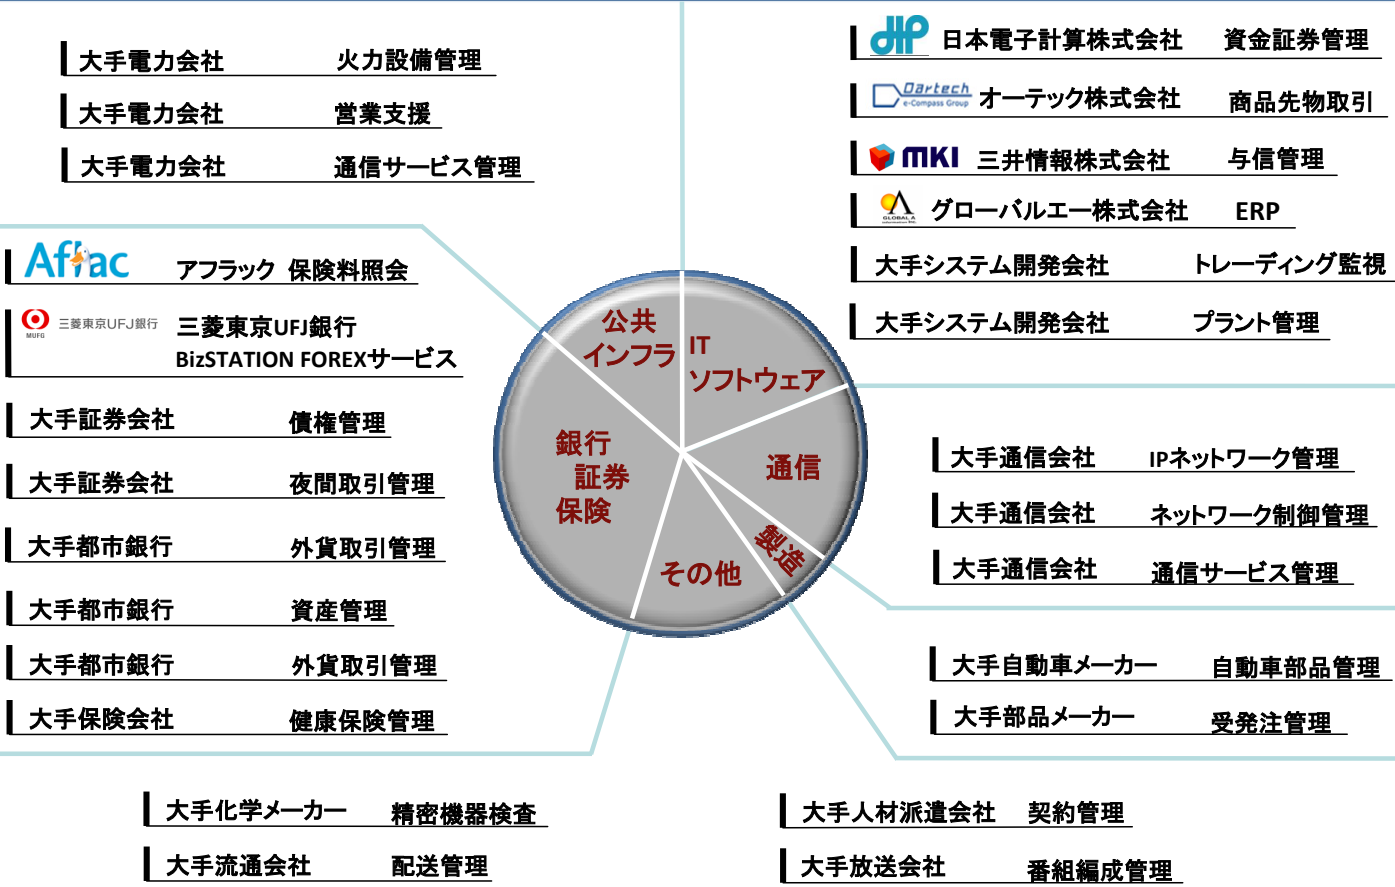 大手電力会社 火力設備管理
大手電力会社 営業支援
大手電力会社 通信サービス管理
JIP 日本電子計算株式会社 資金証券管理
Oartech e-Compass Group オーテック株式会社 商品先物取引
MKI 三井情報株式会社 与信管理
GLOBAL A information Inc. グローバルエー株式会社 ERP
大手システム開発会社 トレーディング監視
大手システム開発会社 プラント管理
Aflac アフラック 保険料照会
MUFG 三菱東京UFJ銀行 三菱東京UFJ銀行
BizSTATION FOREXサービス
大手証券会社 債権管理
大手証券会社 夜間取引管理
大手都市銀行 外貨取引管理
大手都市銀行 資産管理
大手都市銀行 外貨取引管理
大手保険会社 健康保険管理
公共
インフラ
IT
ソフトウェア
銀行
証券
保険
通信
製造
その他
大手通信会社 IPネットワーク管理
大手通信会社 ネットワーク制御管理
大手通信会社 通信サービス管理
大手自動車メーカー 自動車部品管理
大手部品メーカー 受発注管理
大手化学メーカー 精密機器検査
大手流通会社 配送管理
大手人材派遣会社 契約管理
大手放送会社 番組編成管理